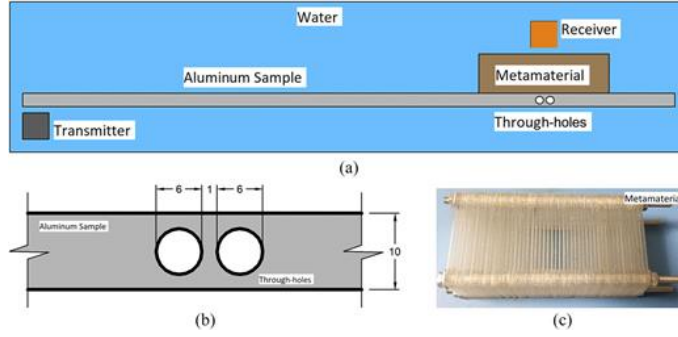 Water
Receiver
Aluminum Sample
Metamaterial
Transmitter
Through-holes
(a)
6 1 6
Aluminum Sample
10
Through-holes
(b)
Metamaterial
(c)